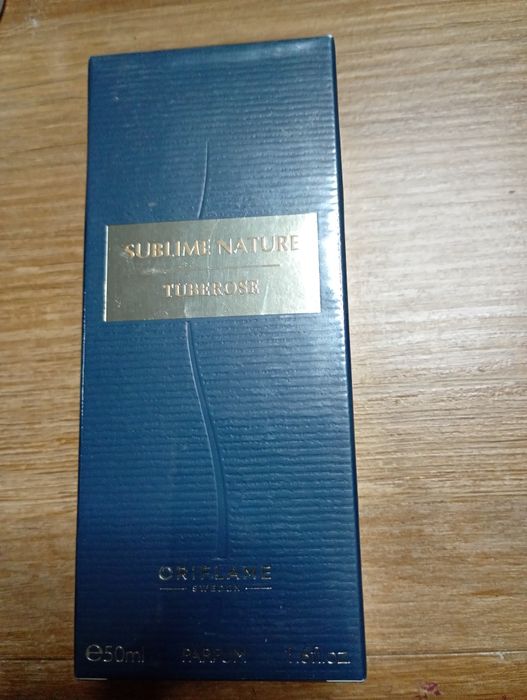 SUBLIME NATURE
TUBEROSE
ORIFLAME
SWEDEN
℮50ml PARFUM 1.6fl.oz